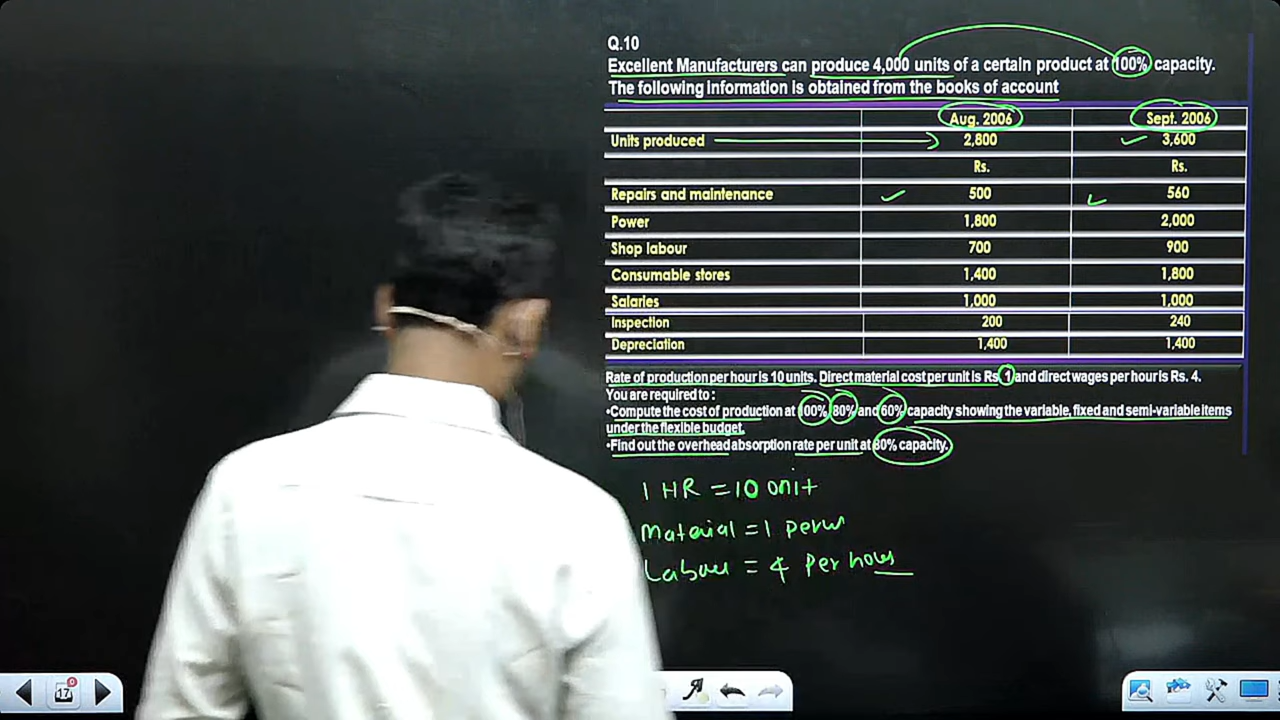 Q.10
Excellent Manufacturers can produce 4,000 units of a certain product at 100% capacity.
The following information is obtained from the books of account
Aug. 2006 Sept. 2006
Units produced 2,800 3,600
Rs. Rs.
Repairs and maintenance 500 560
Power 1,800 2,000
Shop labour 700 900
Consumable stores 1,400 1,800
Salaries 1,000 1,000
Inspection 200 240
Depreciation 1,400 1,400
Rate of production per hour is 10 units. Direct material cost per unit is Rs 1 and direct wages per hour is Rs. 4.
You are required to :
•Compute the cost of production at 100% 80% and 60% capacity showing the variable, fixed and semi-variable items
under the flexible budget.
•Find out the overhead absorption rate per unit at 80% capacity.
1 HR = 10 unit
Material = 1 per
Labour = 4 Per hours
17
0